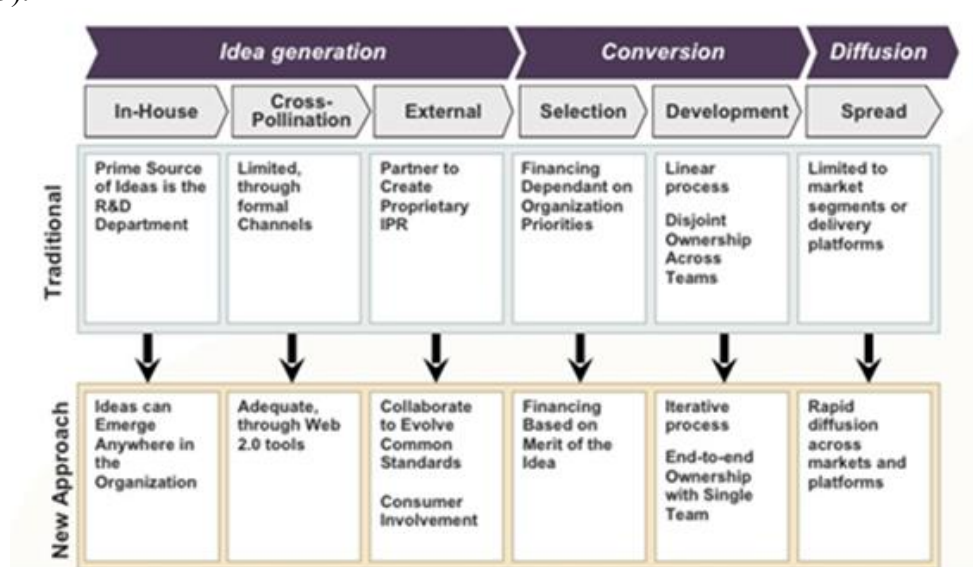 Idea generation
Conversion
Diffusion
In-House
Cross-
Pollination
External
Selection
Development
Spread
Traditional
Prime Source
of Ideas is the
R&D
Department
Limited,
through
formal
Channels
Partner to
Create
Proprietary
IPR
Financing
Dependant on
Organization
Priorities
Linear
process
Disjoint
Ownership
Across
Teams
Limited to
market
segments or
delivery
platforms
New Approach
Ideas can
Emerge
Anywhere in
the
Organization
Adequate,
through Web
2.0 tools
Collaborate
to Evolve
Common
Standards
Consumer
Involvement
Financing
Based on
Merit of the
Idea
Iterative
process
End-to-end
Ownership
with Single
Team
Rapid
diffusion
across
markets and
platforms